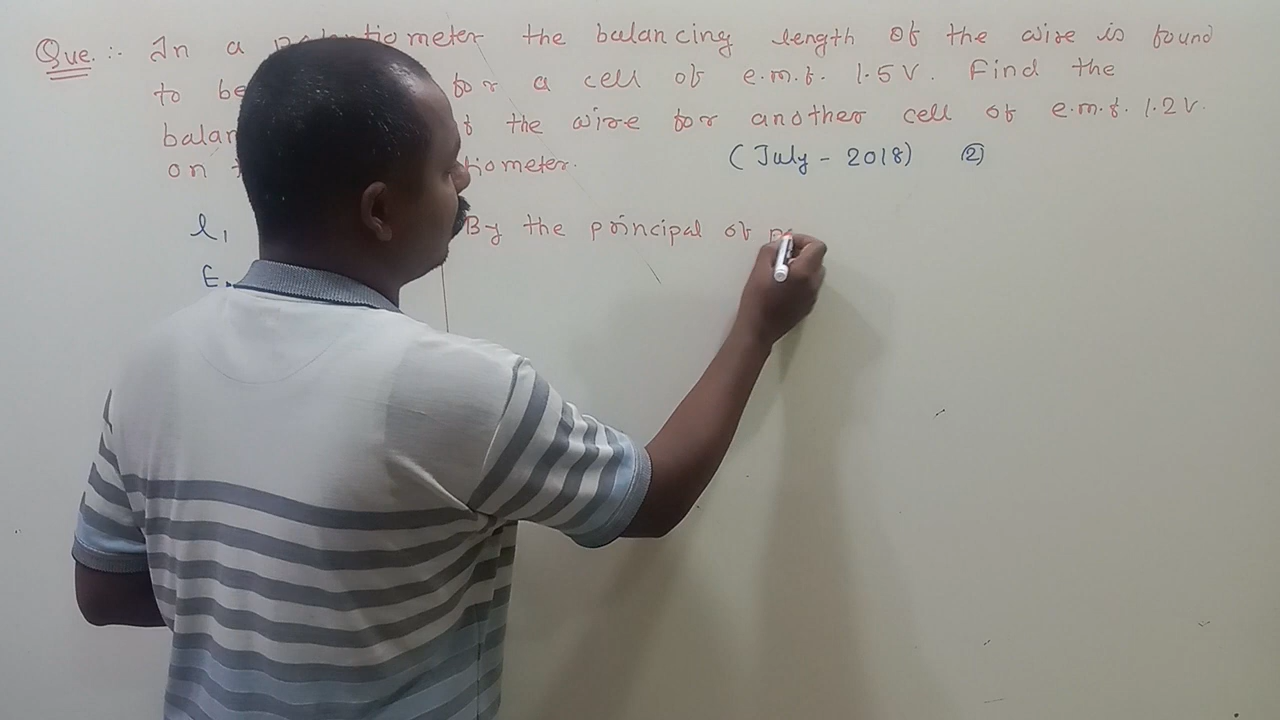 Que. :- In a potentiometer the balancing length of the wire is found
to be for a cell of e.m.f. 1.5 V. Find the
balan the wire for another cell of e.m.f. 1.2 V.
on tiometer. (July - 2018) ②
l₁ By the principal of p
E